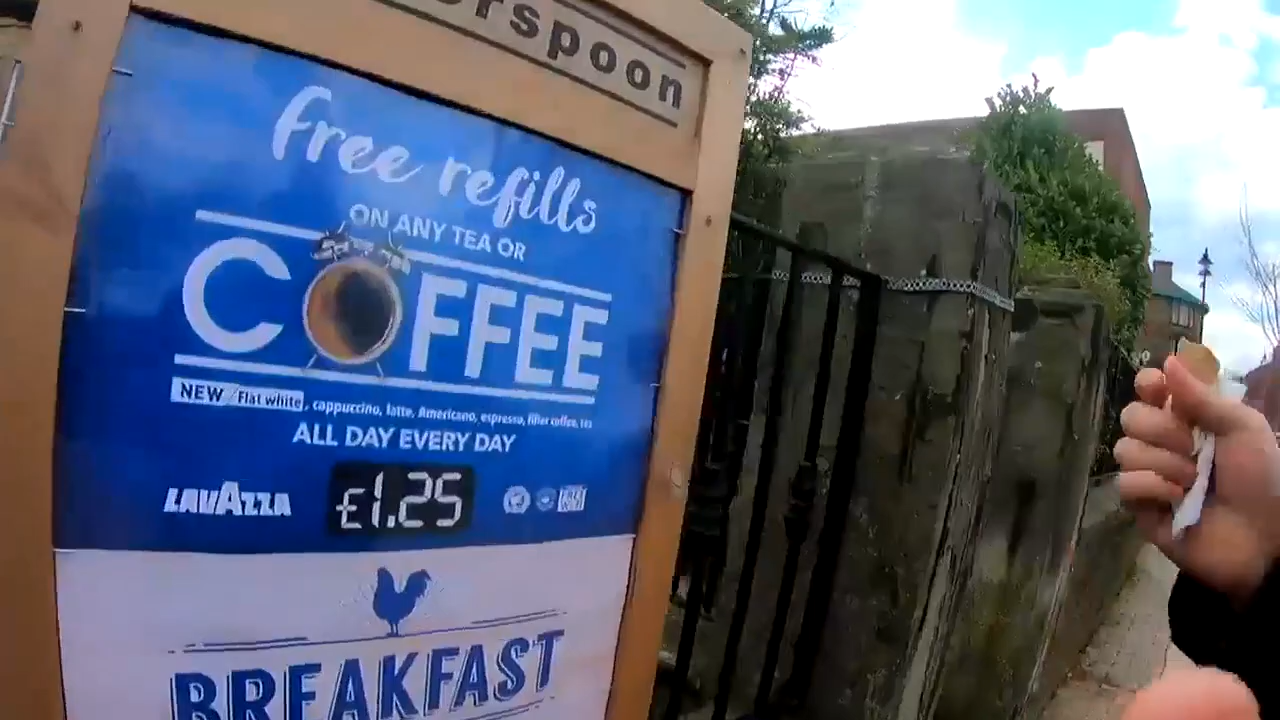 erspoon
free refills
ON ANY TEA OR
COFFEE
NEW Flat white, cappuccino, latte, Americano, espresso, filter coffee, tea
ALL DAY EVERY DAY
LAVAZZA £1.25
BREAKFAST